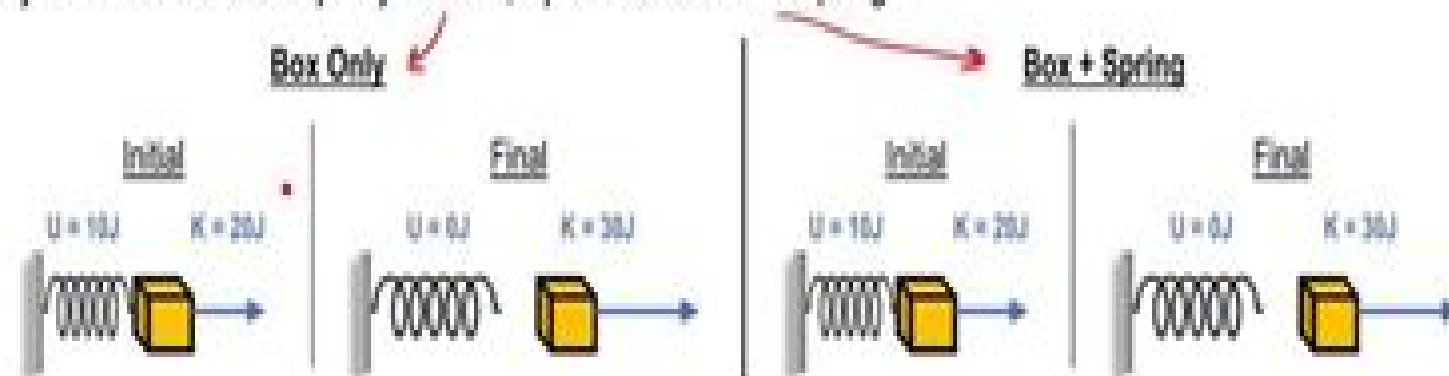 Box Only
Box + Spring
Initial
Final
Initial
Final
U = 10J K = 20J
U = 0J K = 30J
U = 10J K = 20J
U = 0J K = 30J